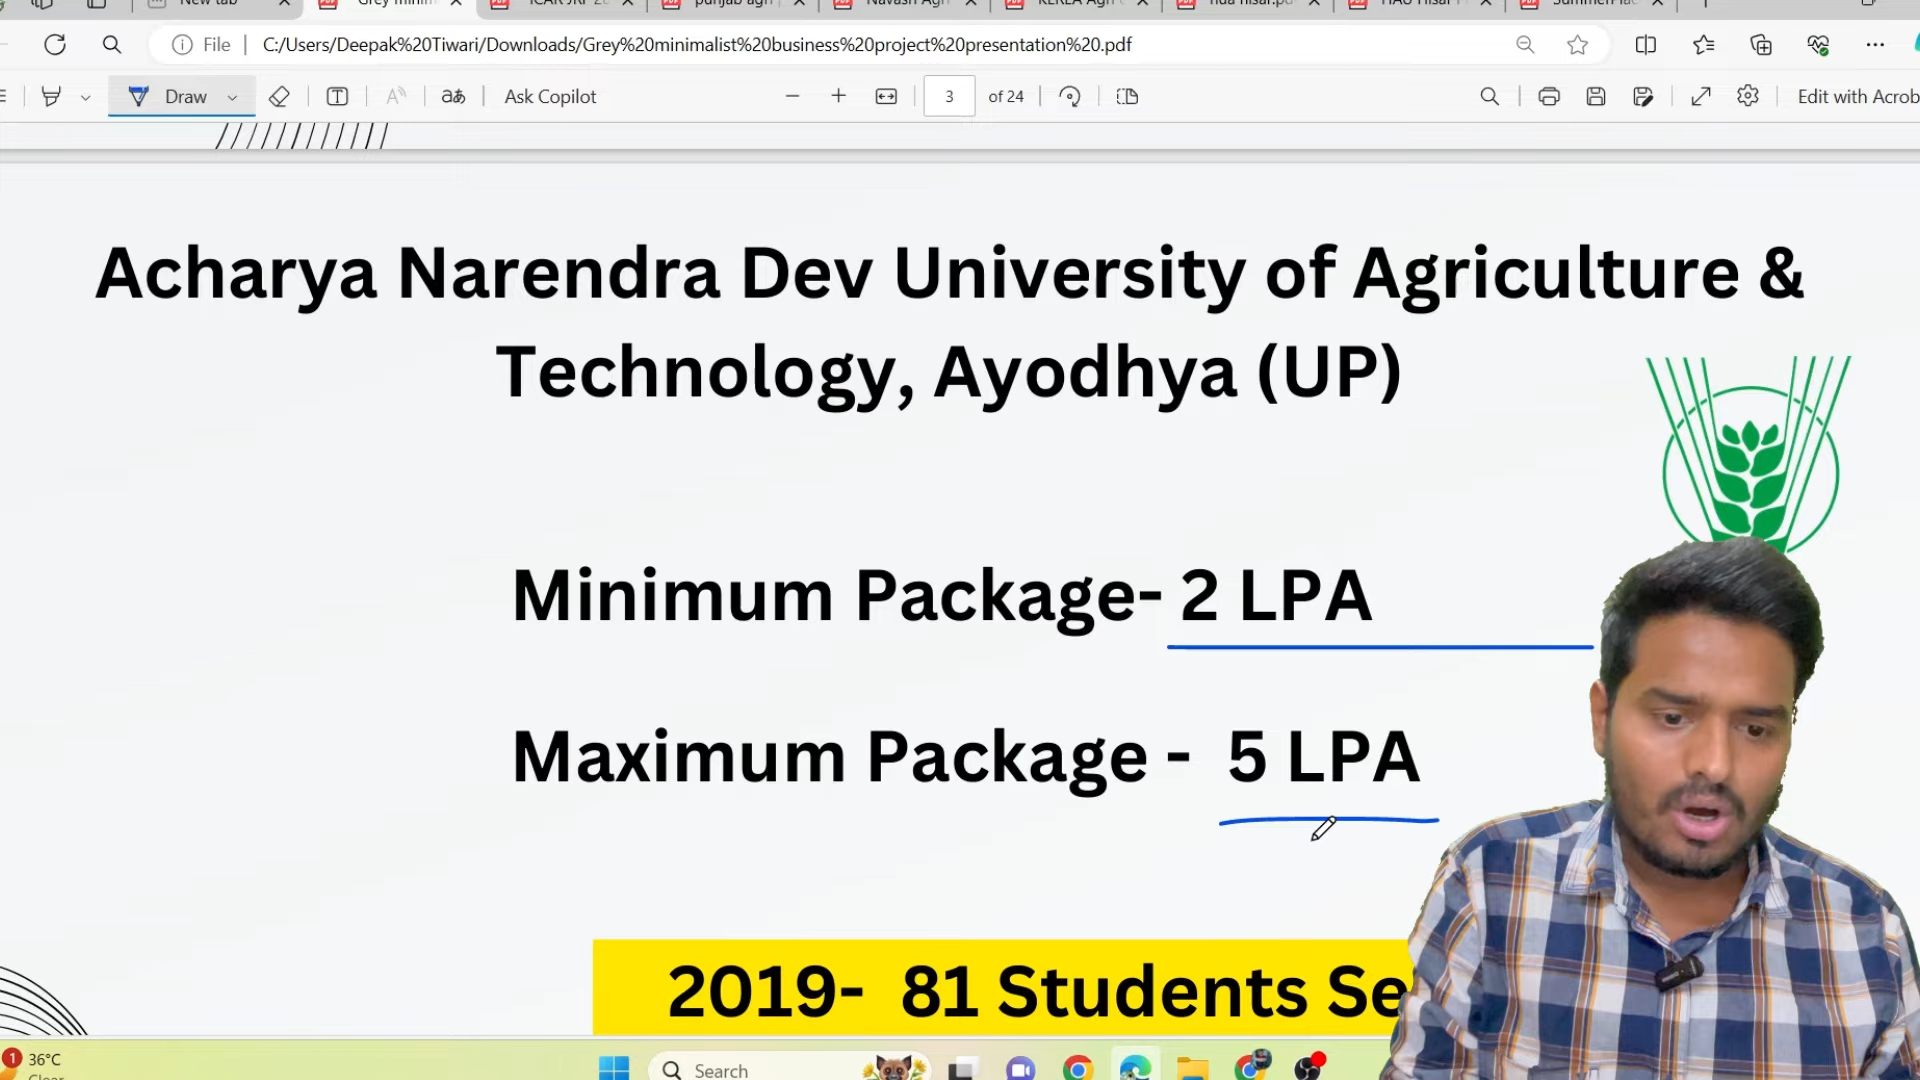 File
C:/Users/Deepak%20Tiwari/Downloads/Grey%20minimalist%20business%20project%20presentation%20.pdf
Draw
Ask Copilot
3 of 24
Edit with Acrob
Acharya Narendra Dev University of Agriculture &
Technology, Ayodhya (UP)
Minimum Package- 2 LPA
Maximum Package - 5 LPA
2019- 81 Students Se
1
36°C
Search